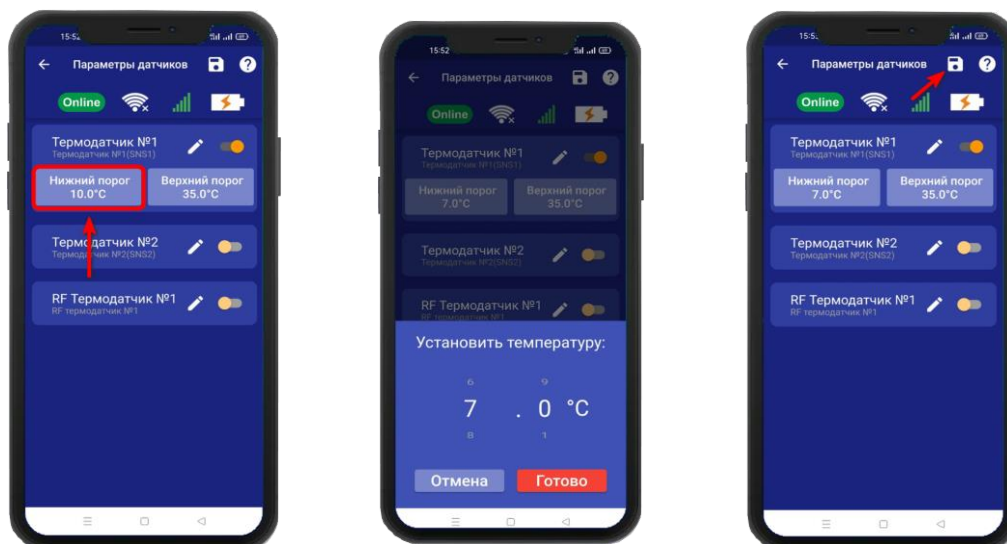 15:52
Параметры датчиков
Online
Термодатчик №1
Термодатчик №1(SNS1)
Нижний порог
10.0°C
Верхний порог
35.0°C
Термодатчик №2
Термодатчик №2(SNS2)
RF Термодатчик №1
RF термодатчик №1
15:52
Параметры датчиков
Online
Термодатчик №1
Термодатчик №1(SNS1)
Нижний порог
7.0°C
Верхний порог
35.0°C
Термодатчик №2
Термодатчик №2(SNS2)
RF Термодатчик №1
RF термодатчик №1
Установить температуру:
6 9
7 . 0 °C
8 1
Отмена Готово
Параметры датчиков
Online
Термодатчик №1
Термодатчик №1(SNS1)
Нижний порог
7.0°C
Верхний порог
35.0°C
Термодатчик №2
Термодатчик №2(SNS2)
RF Термодатчик №1
RF термодатчик №1